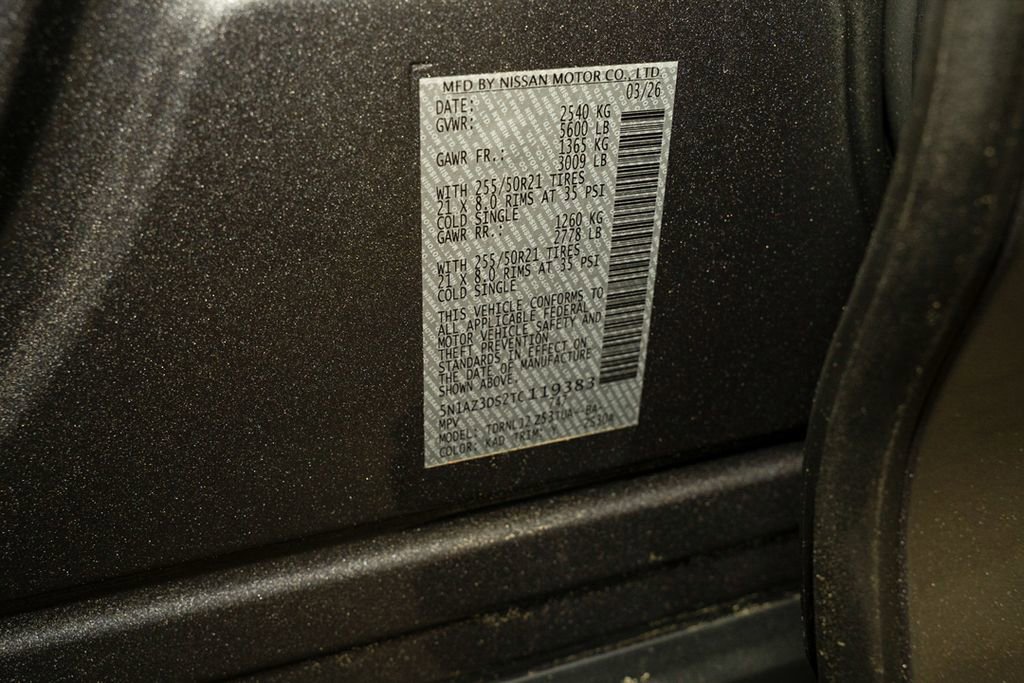 MFD BY NISSAN MOTOR CO., LTD.
DATE: 03/26
GVWR: 2540 KG
5600 LB
GAWR FR.: 1365 KG
3009 LB
WITH 255/50R21 TIRES
21 X 8.0 RIMS AT 35 PSI
COLD SINGLE
GAWR RR.: 1260 KG
2778 LB
WITH 255/50R21 TIRES
21 X 8.0 RIMS AT 35 PSI
COLD SINGLE
THIS VEHICLE CONFORMS TO
ALL APPLICABLE FEDERAL
MOTOR VEHICLE SAFETY AND
THEFT PREVENTION
STANDARDS IN EFFECT ON
THE DATE OF MANUFACTURE
SHOWN ABOVE.
5N1AZ3DS2TC119383
MPV
MODEL:
COLOR: KAD TRIM: